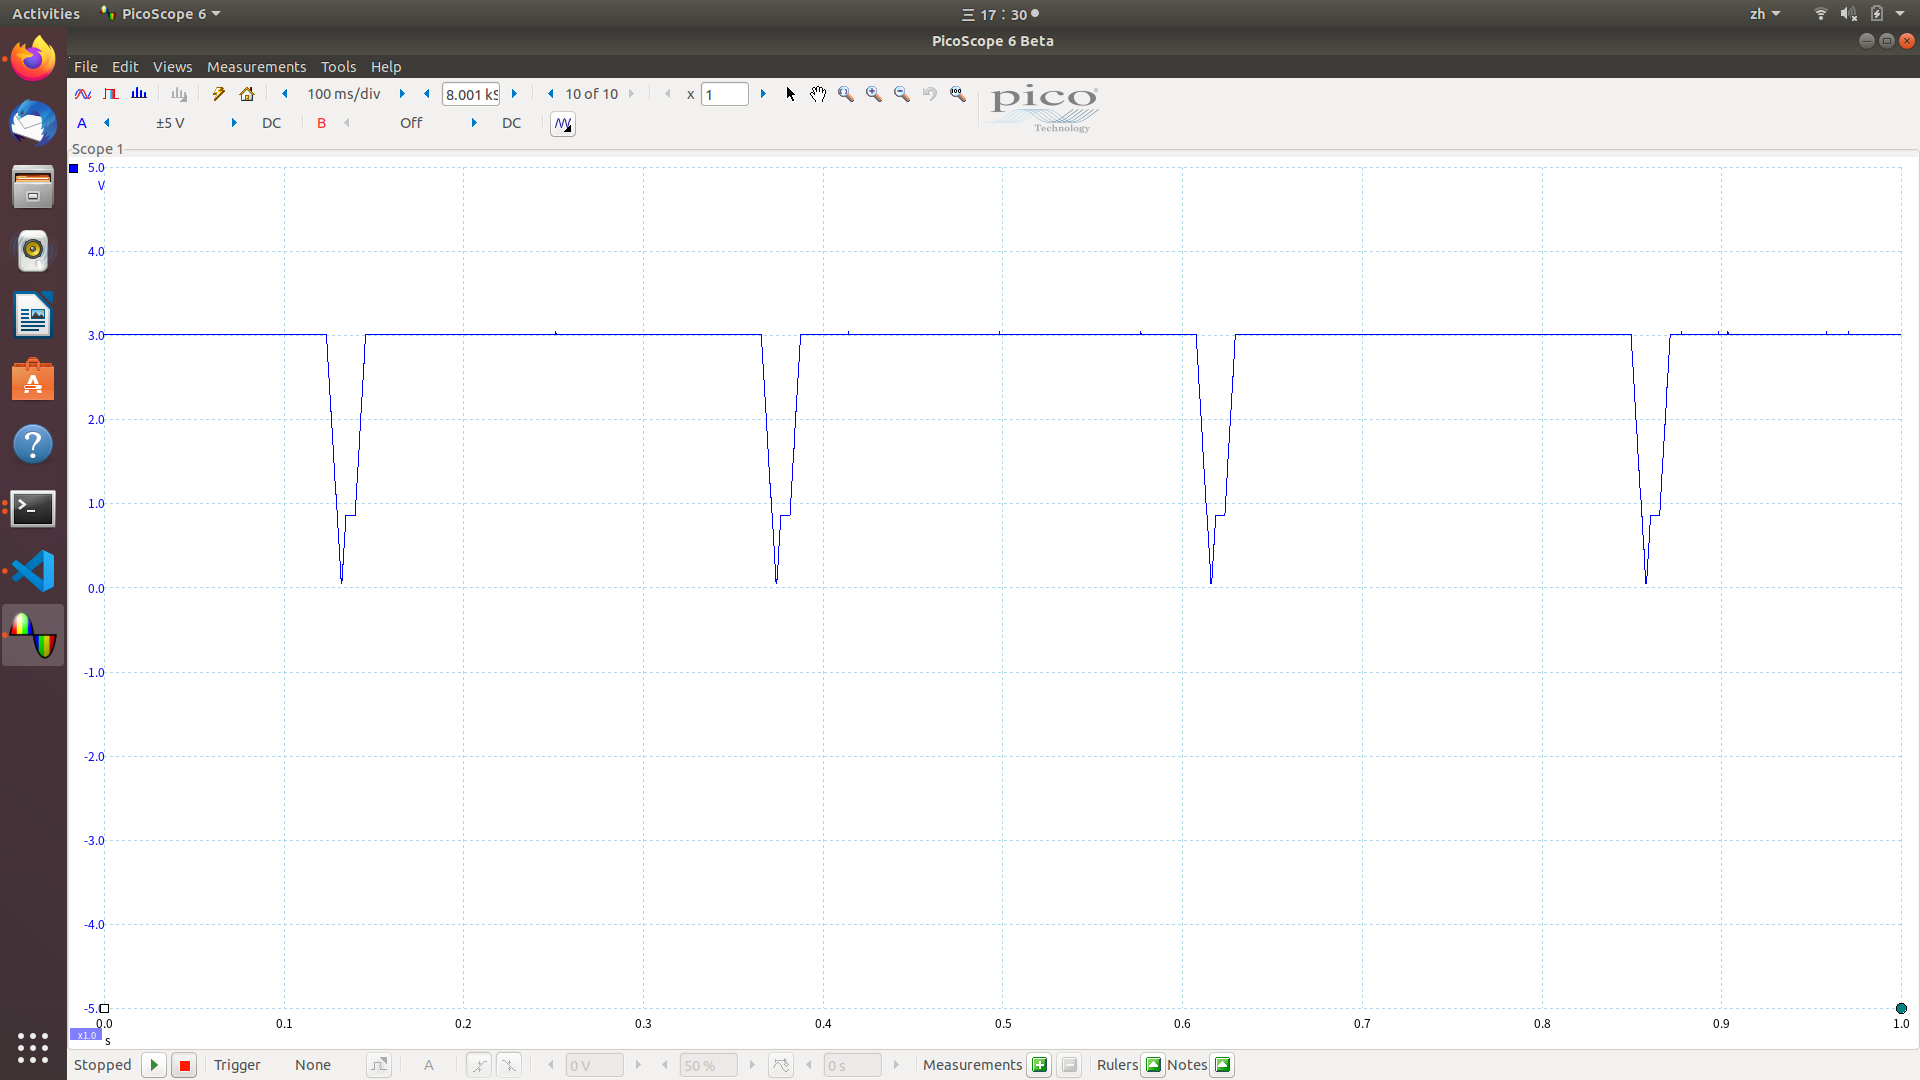 Activities PicoScope 6 三 17：30 zh
PicoScope 6 Beta
File Edit Views Measurements Tools Help
100 ms/div 8.001 kS 10 of 10 x 1
A ±5 V DC B Off DC
pico
Technology
Scope 1
5.0
V
4.0
3.0
2.0
1.0
0.0
-1.0
-2.0
-3.0
-4.0
-5.0
0.0 0.1 0.2 0.3 0.4 0.5 0.6 0.7 0.8 0.9 1.0
x1.0
s
Stopped Trigger None A 0 V 50 % 0 s Measurements Rulers Notes